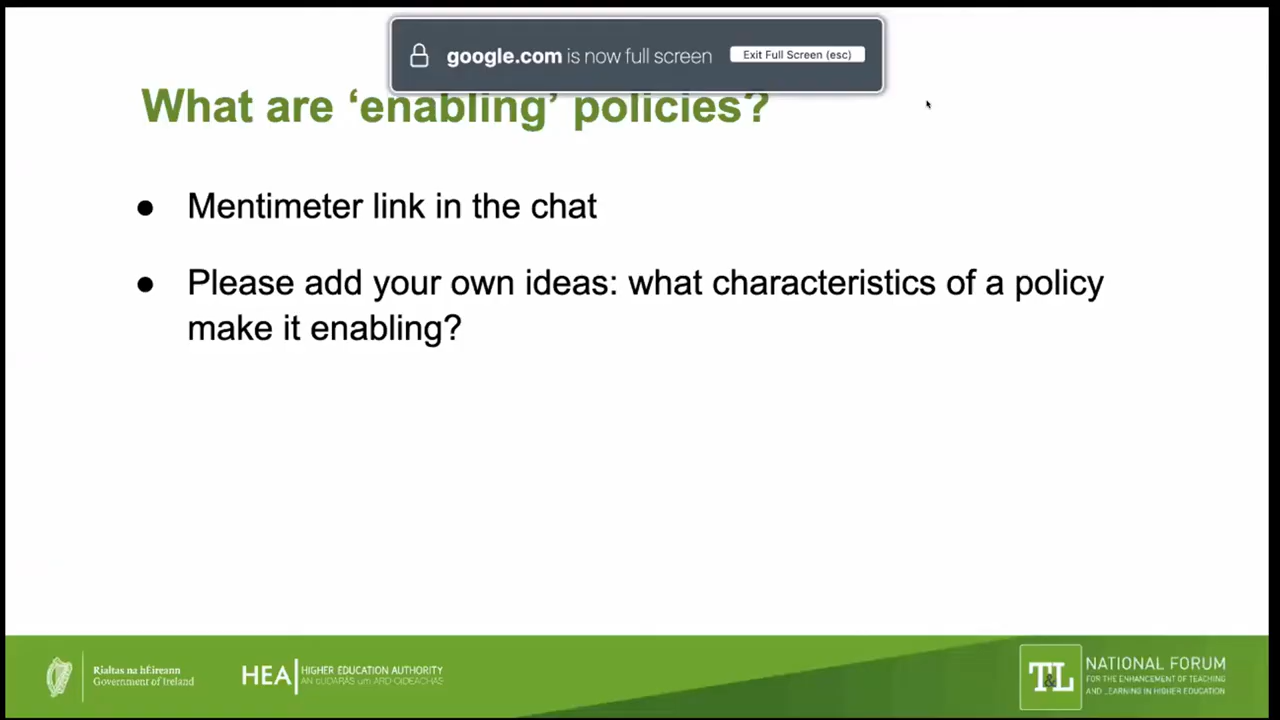 google.com is now full screen
Exit Full Screen (esc)
What are ‘enabling’ policies?
● Mentimeter link in the chat
● Please add your own ideas: what characteristics of a policy
make it enabling?
Rialtas na hÉireann
Government of Ireland
HEA
HIGHER EDUCATION AUTHORITY
AN tÚDARÁS um ARD-OIDEACHAS
T&L
NATIONAL FORUM
FOR THE ENHANCEMENT OF TEACHING
AND LEARNING IN HIGHER EDUCATION